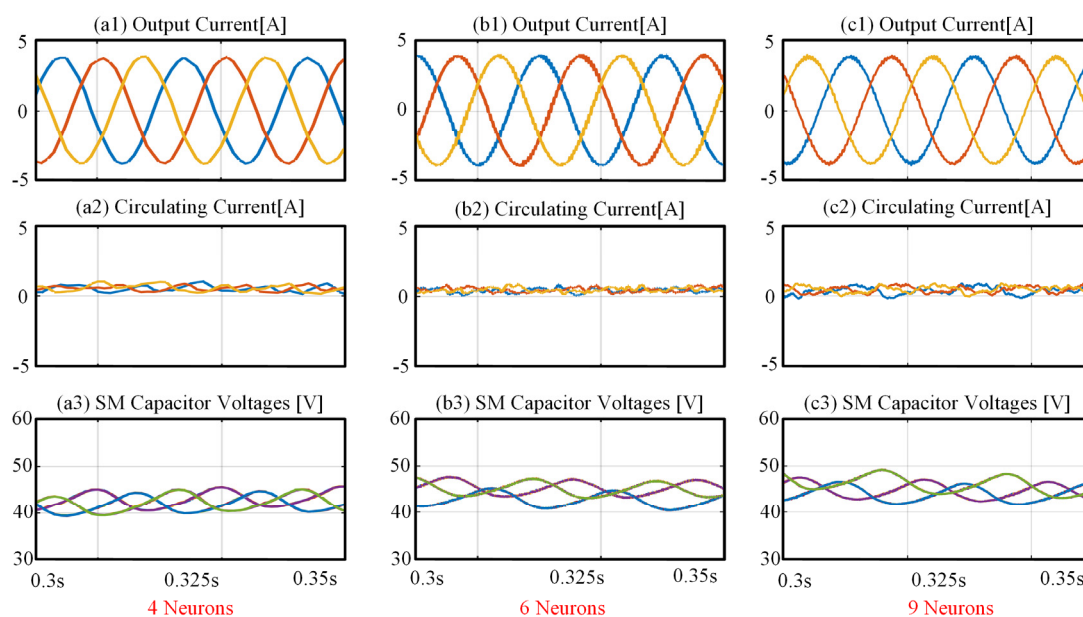 (a1) Output Current[A]
(b1) Output Current[A]
(c1) Output Current[A]
5
0
-5
5
0
-5
5
0
-5
(a2) Circulating Current[A]
(b2) Circulating Current[A]
(c2) Circulating Current[A]
5
0
-5
5
0
-5
5
0
-5
(a3) SM Capacitor Voltages [V]
(b3) SM Capacitor Voltages [V]
(c3) SM Capacitor Voltages [V]
60
50
40
30
60
50
40
30
60
50
40
30
0.3s 0.325s 0.35s
0.3s 0.325s 0.35s
0.3s 0.325s 0.35s
4 Neurons
6 Neurons
9 Neurons